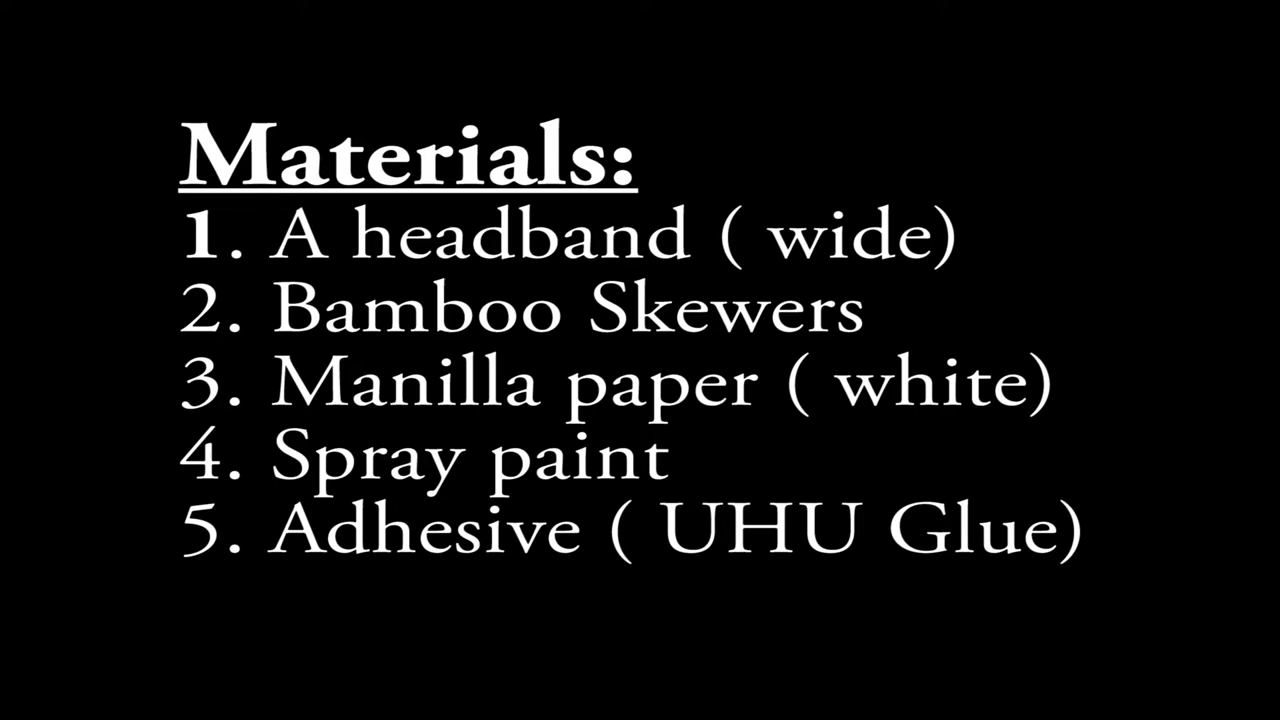 Materials:
1. A headband ( wide)
2. Bamboo Skewers
3. Manilla paper ( white)
4. Spray paint
5. Adhesive ( UHU Glue)